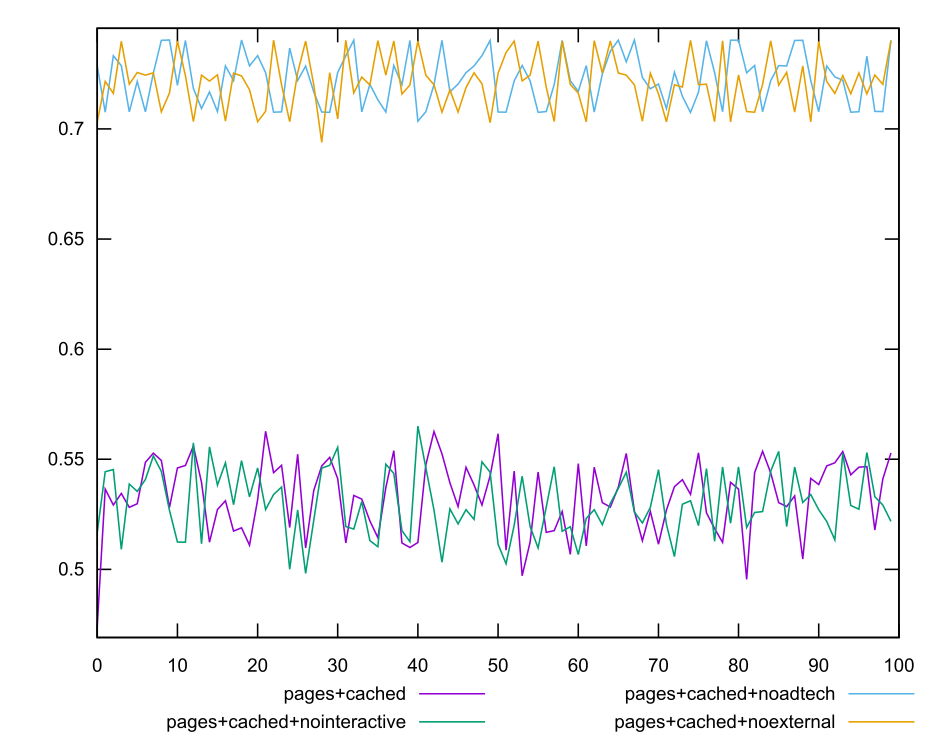 0.7
0.65
0.6
0.55
0.5
0 10 20 30 40 50 60 70 80 90 100
pages+cached pages+cached+noadtech
pages+cached+nointeractive pages+cached+noexternal